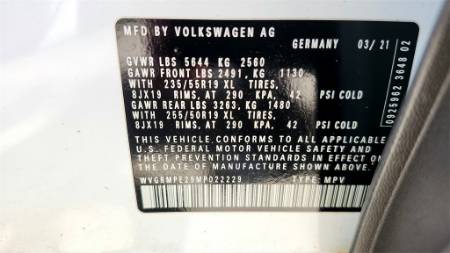 MFD BY VOLKSWAGEN AG
GERMANY 03/21
GVWR LBS 5644 KG 2560
GAWR FRONT LBS 2491, KG 1130
WITH 235/55R19 XL TIRES,
8JX19 RIMS, AT 290 KPA, 42 PSI COLD
GAWR REAR LBS 3263, KG 1480
WITH 255/50R19 XL TIRES,
8JX19 RIMS, AT 290 KPA, 42 PSI COLD
THIS VEHICLE CONFORMS TO ALL APPLICABLE
U.S. FEDERAL MOTOR VEHICLE SAFETY AND
THEFT PREVENTION STANDARDS IN EFFECT ON
THE DATE OF MANUFACTURE SHOWN ABOVE.
TYPE: MPV
0925962 3648 02